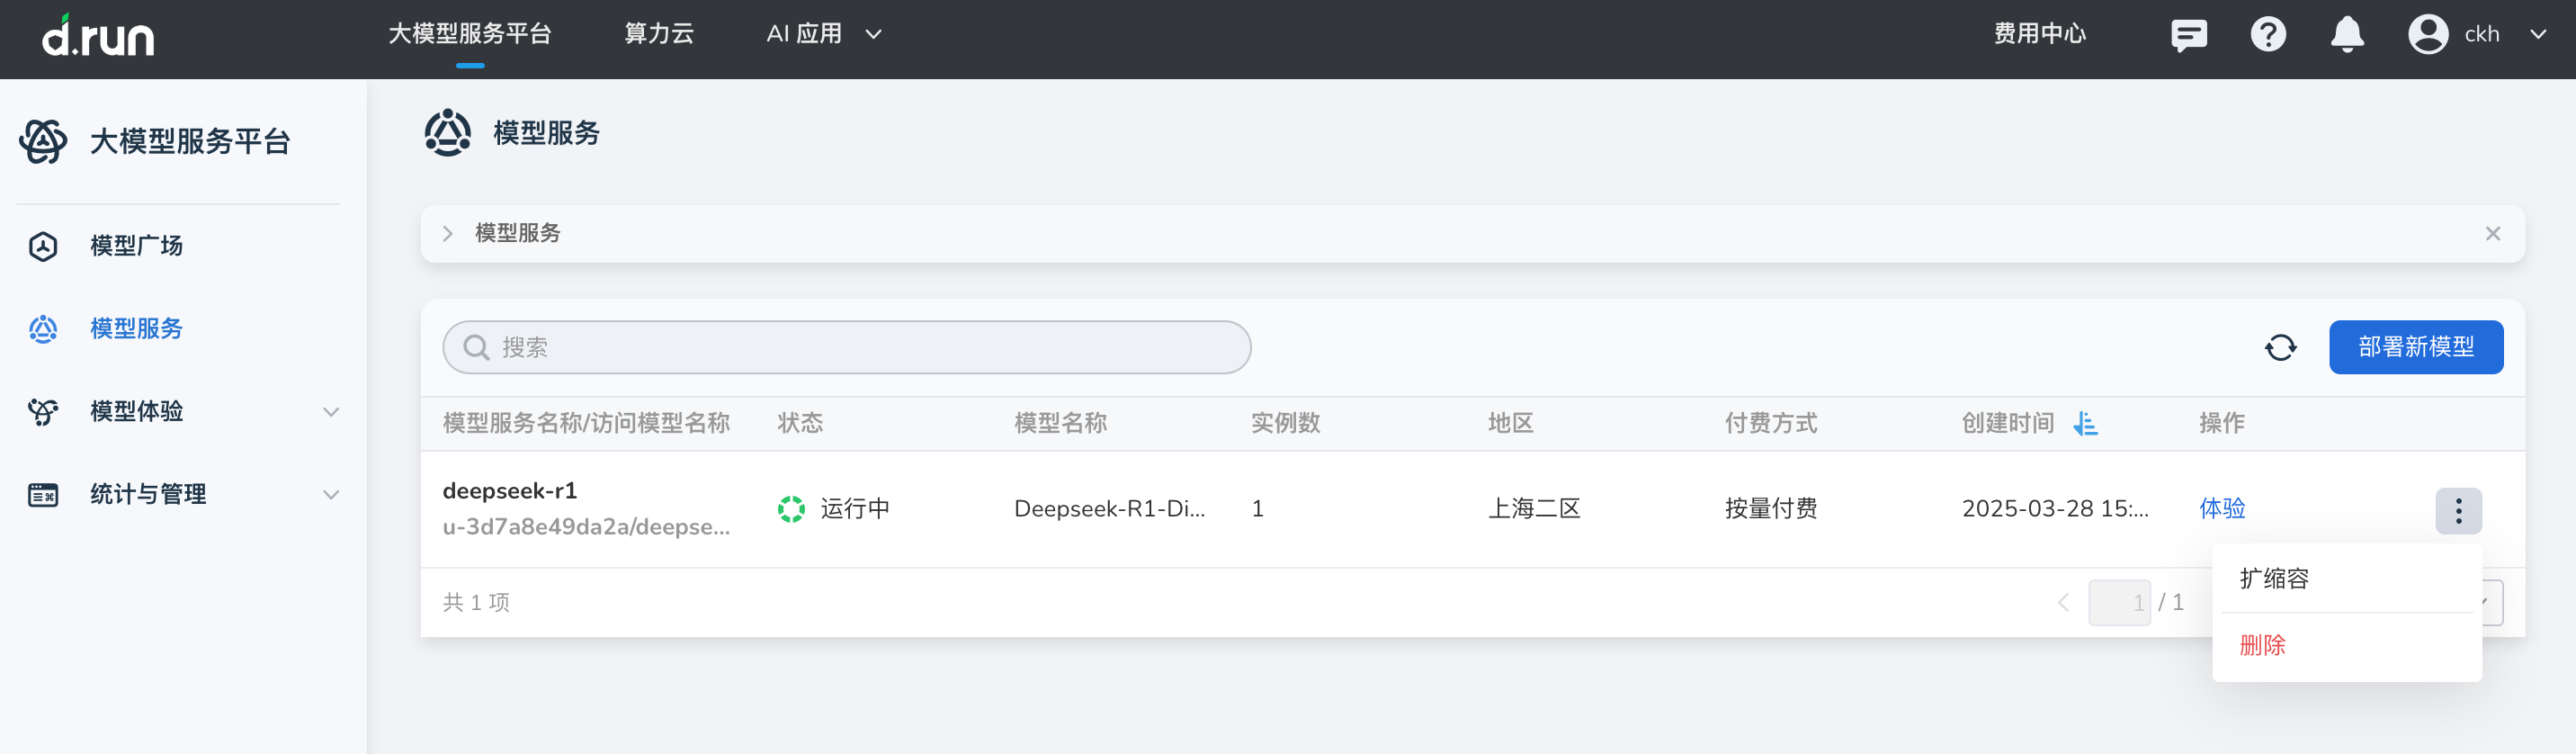 d.run
大模型服务平台
算力云
AI 应用
费用中心
ckh
大模型服务平台
模型广场
模型服务
模型体验
统计与管理
模型服务
模型服务
搜索
部署新模型
模型服务名称/访问模型名称 状态 模型名称 实例数 地区 付费方式 创建时间 操作
deepseek-r1
u-3d7a8e49da2a/deepse...
运行中 Deepseek-R1-Di... 1 上海二区 按量付费 2025-03-28 15:... 体验
共 1 项
1 / 1
扩缩容
删除